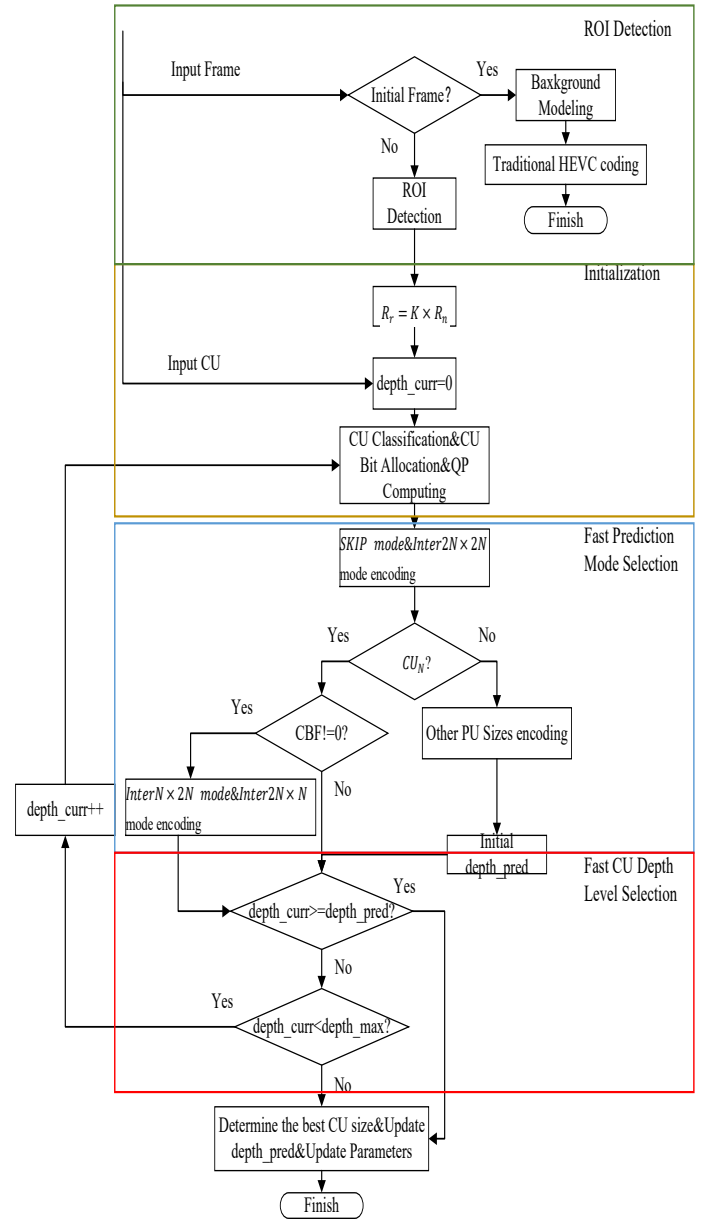 ROI Detection
Input Frame
Initial Frame?
Yes
Baxkground
Modeling
No
Traditional HEVC coding
ROI
Detection
Finish
Initialization
R_r = K × R_n
Input CU
depth_curr=0
CU Classification&CU
Bit Allocation&QP
Computing
Fast Prediction
Mode Selection
SKIP mode&Inter2N × 2N
mode encoding
Yes
No
CU_N?
Yes
CBF!=0?
Other PU Sizes encoding
No
InterN × 2N mode&Inter2N × N
mode encoding
depth_curr++
Initial
depth_pred
Fast CU Depth
Level Selection
Yes
depth_curr>=depth_pred?
No
Yes
depth_curr<depth_max?
No
Determine the best CU size&Update
depth_pred&Update Parameters
Finish